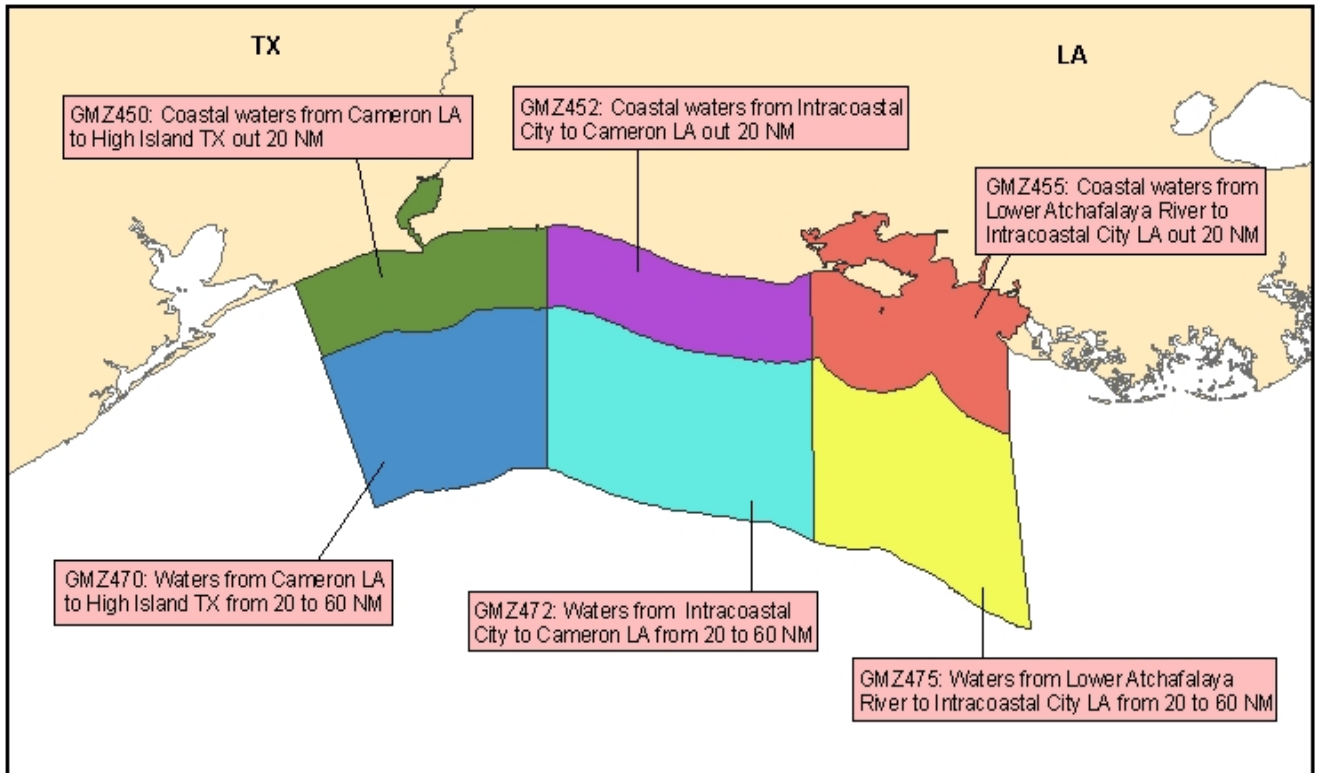 TX
LA
GMZ450: Coastal waters from Cameron LA
to High Island TX out 20 NM
GMZ452: Coastal waters from Intracoastal
City to Cameron LA out 20 NM
GMZ455: Coastal waters from
Lower Atchafalaya River to
Intracoastal City LA out 20 NM
GMZ470: Waters from Cameron LA
to High Island TX from 20 to 60 NM
GMZ472: Waters from Intracoastal
City to Cameron LA from 20 to 60 NM
GMZ475: Waters from Lower Atchafalaya
River to Intracoastal City LA from 20 to 60 NM